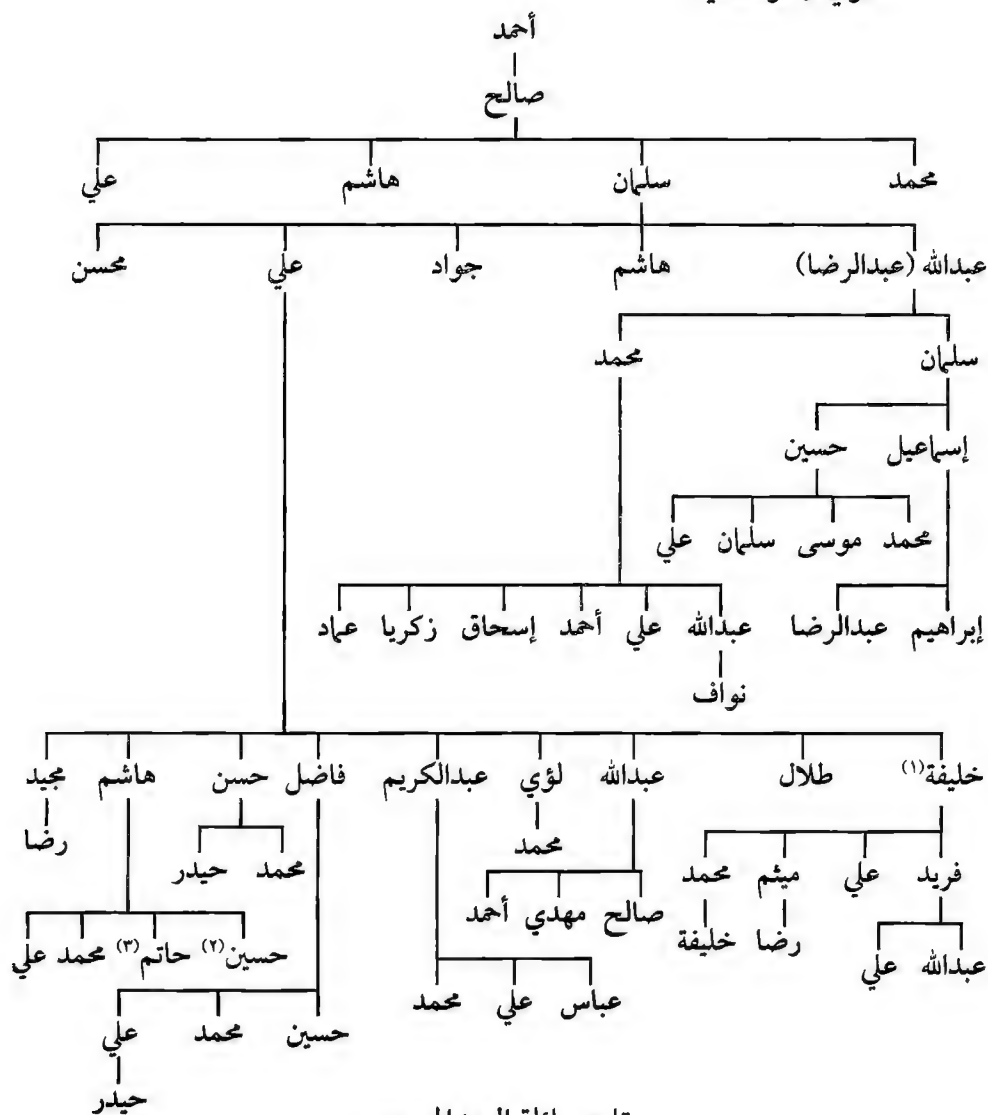 أحمد
صالح
محمد سلمان هاشم علي
عبدالله (عبدالرضا) هاشم جواد علي محسن
سلمان محمد
إسماعيل حسين
محمد موسى سلمان علي
إبراهيم عبدالرضا عبدالله علي أحمد إسحاق زكريا عماد
نواف
خليفة (١) طلال عبدالله لؤي عبدالكريم فاضل حسن هاشم مجيد
رضا
محمد
فريد علي ميثم محمد محمد حيدر
صالح مهدي أحمد
عبدالله علي رضا خليفة حسين (٢) حاتم (٣) محمد علي
عباس علي محمد
حسين محمد علي
حيدر